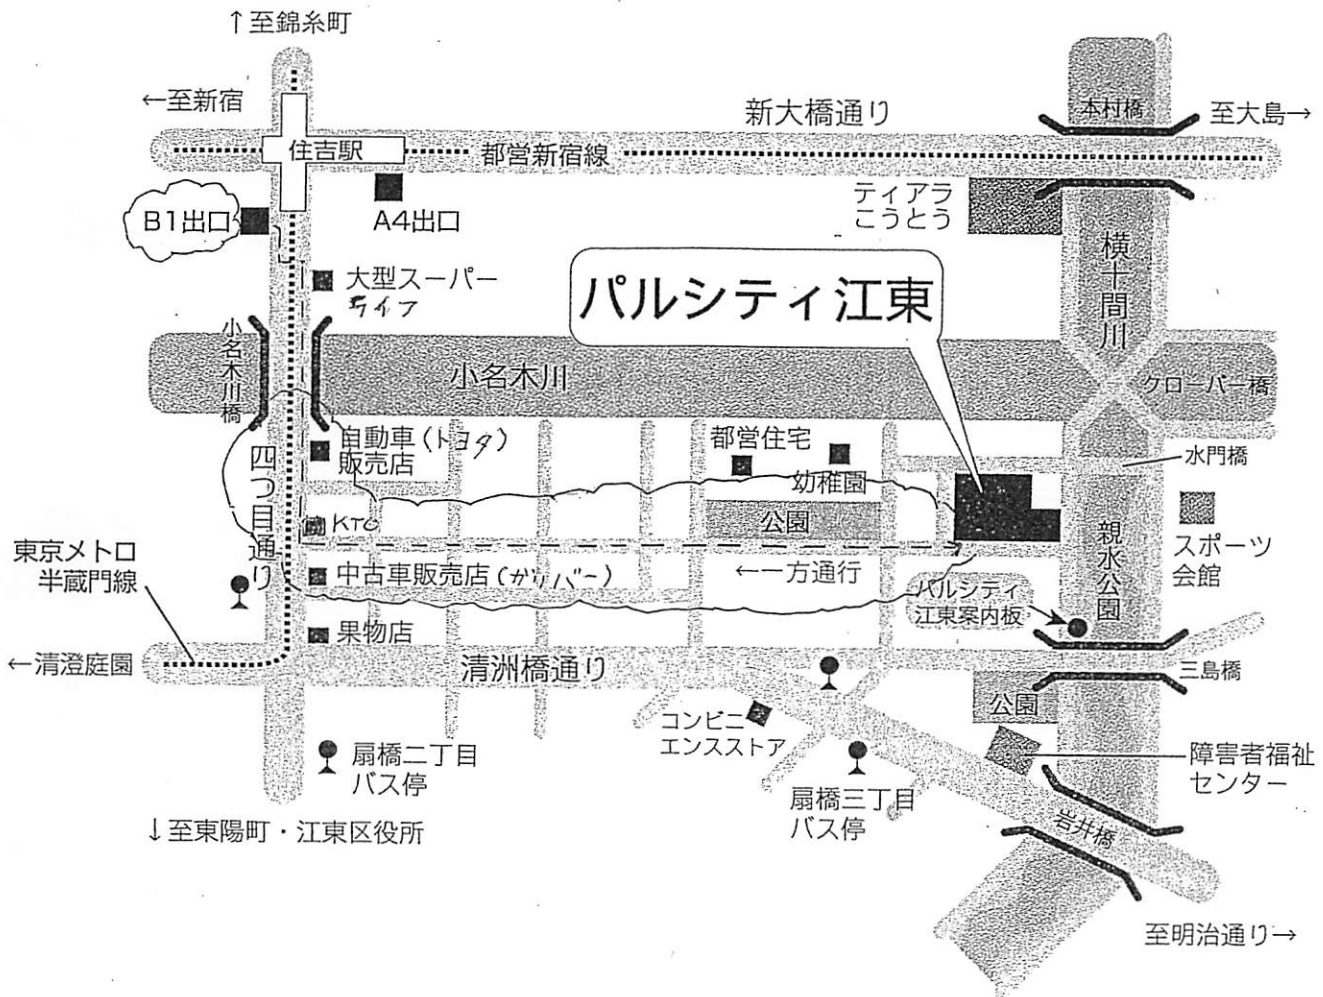 ↑至錦糸町
←至新宿
新大橋通り
本村橋
至大島→
住吉駅
都営新宿線
B1出口
A4出口
ティアラ
こうとう
大型スーパー
ライフ
パルシティ江東
横十間川
小名木川橋
小名木川
クローバー橋
自動車(トヨタ)
販売店
四つ目通り
都営住宅
幼稚園
水門橋
KTC
公園
親水公園
スポーツ
会館
東京メトロ
半蔵門線
中古車販売店(ガリバー)
←一方通行
パルシティ
江東案内板
果物店
←清澄庭園
清洲橋通り
三島橋
公園
コンビニ
エンスストア
扇橋二丁目
バス停
扇橋三丁目
バス停
障害者福祉
センター
岩井橋
↓至東陽町・江東区役所
至明治通り→